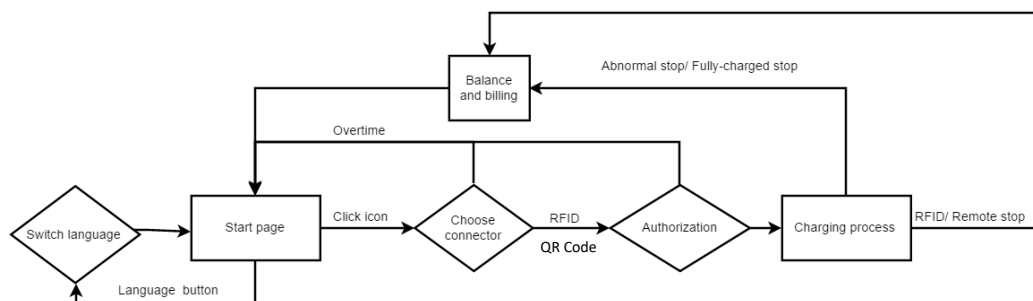 Abnormal stop/ Fully-charged stop
Balance
and billing
Overtime
Switch language
Start page
Click icon
Choose
connector
RFID
QR Code
Authorization
Charging process
RFID/ Remote stop
Language button